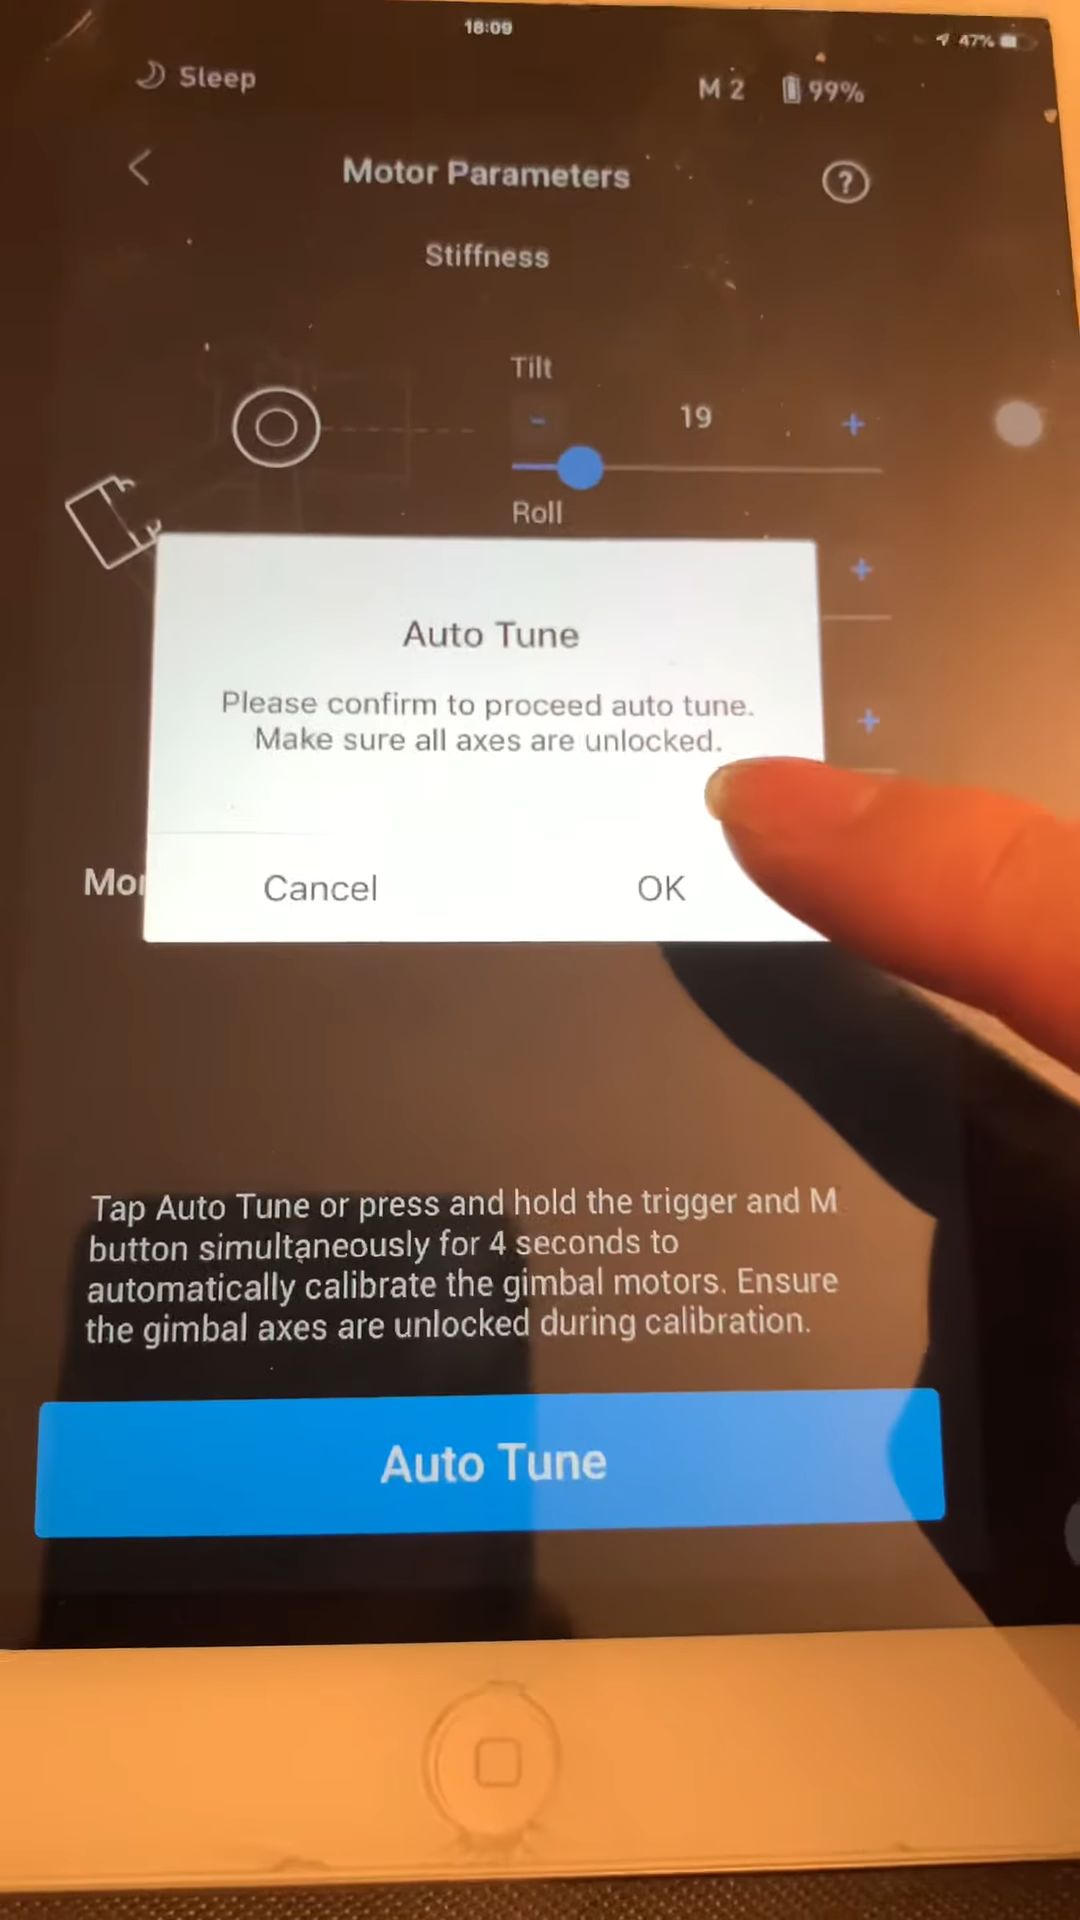 18:09
47%
Sleep
M 2
99%
Motor Parameters
?
Stiffness
Tilt
- 19 +
Roll
+
Auto Tune
Please confirm to proceed auto tune.
Make sure all axes are unlocked.
+
Cancel
OK
Tap Auto Tune or press and hold the trigger and M
button simultaneously for 4 seconds to
automatically calibrate the gimbal motors. Ensure
the gimbal axes are unlocked during calibration.
Auto Tune